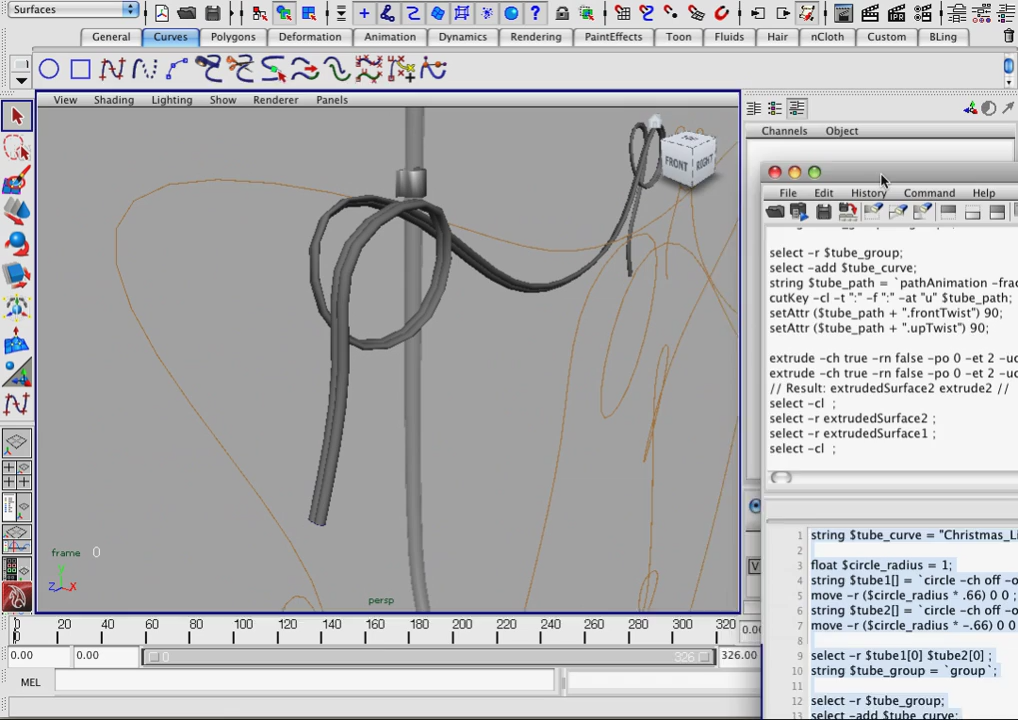 Surfaces
General Curves Polygons Deformation Animation Dynamics Rendering PaintEffects Toon Fluids Hair nCloth Custom BLing
View Shading Lighting Show Renderer Panels
Channels Object
FRONT RIGHT
File Edit History Command Help
select -r $tube_group;
select -add $tube_curve;
string $tube_path = `pathAnimation -frac
cutKey -cl -t ":" -f ":" -at "u" $tube_path;
setAttr ($tube_path + ".frontTwist") 90;
setAttr ($tube_path + ".upTwist") 90;
extrude -ch true -rn false -po 0 -et 2 -uc
extrude -ch true -rn false -po 0 -et 2 -uc
// Result: extrudedSurface2 extrude2 //
select -cl  ;
select -r extrudedSurface2 ;
select -r extrudedSurface1 ;
select -cl  ;
frame 0
y
Z X
persp
0 20 40 60 80 100 120 140 160 180 200 220 240 260 280 300 320 0.00
0.00 0.00 0 326 326.00
MEL
V
1 string $tube_curve = "Christmas_Li
2
3 float $circle_radius = 1;
4 string $tube1[] = `circle -ch off -o
5 move -r ($circle_radius * .66) 0 0 ;
6 string $tube2[] = `circle -ch off -o
7 move -r ($circle_radius * -.66) 0 0
8
9 select -r $tube1[0] $tube2[0] ;
10 string $tube_group = `group`;
11
12 select -r $tube_group;
13 select -add $tube_curve;